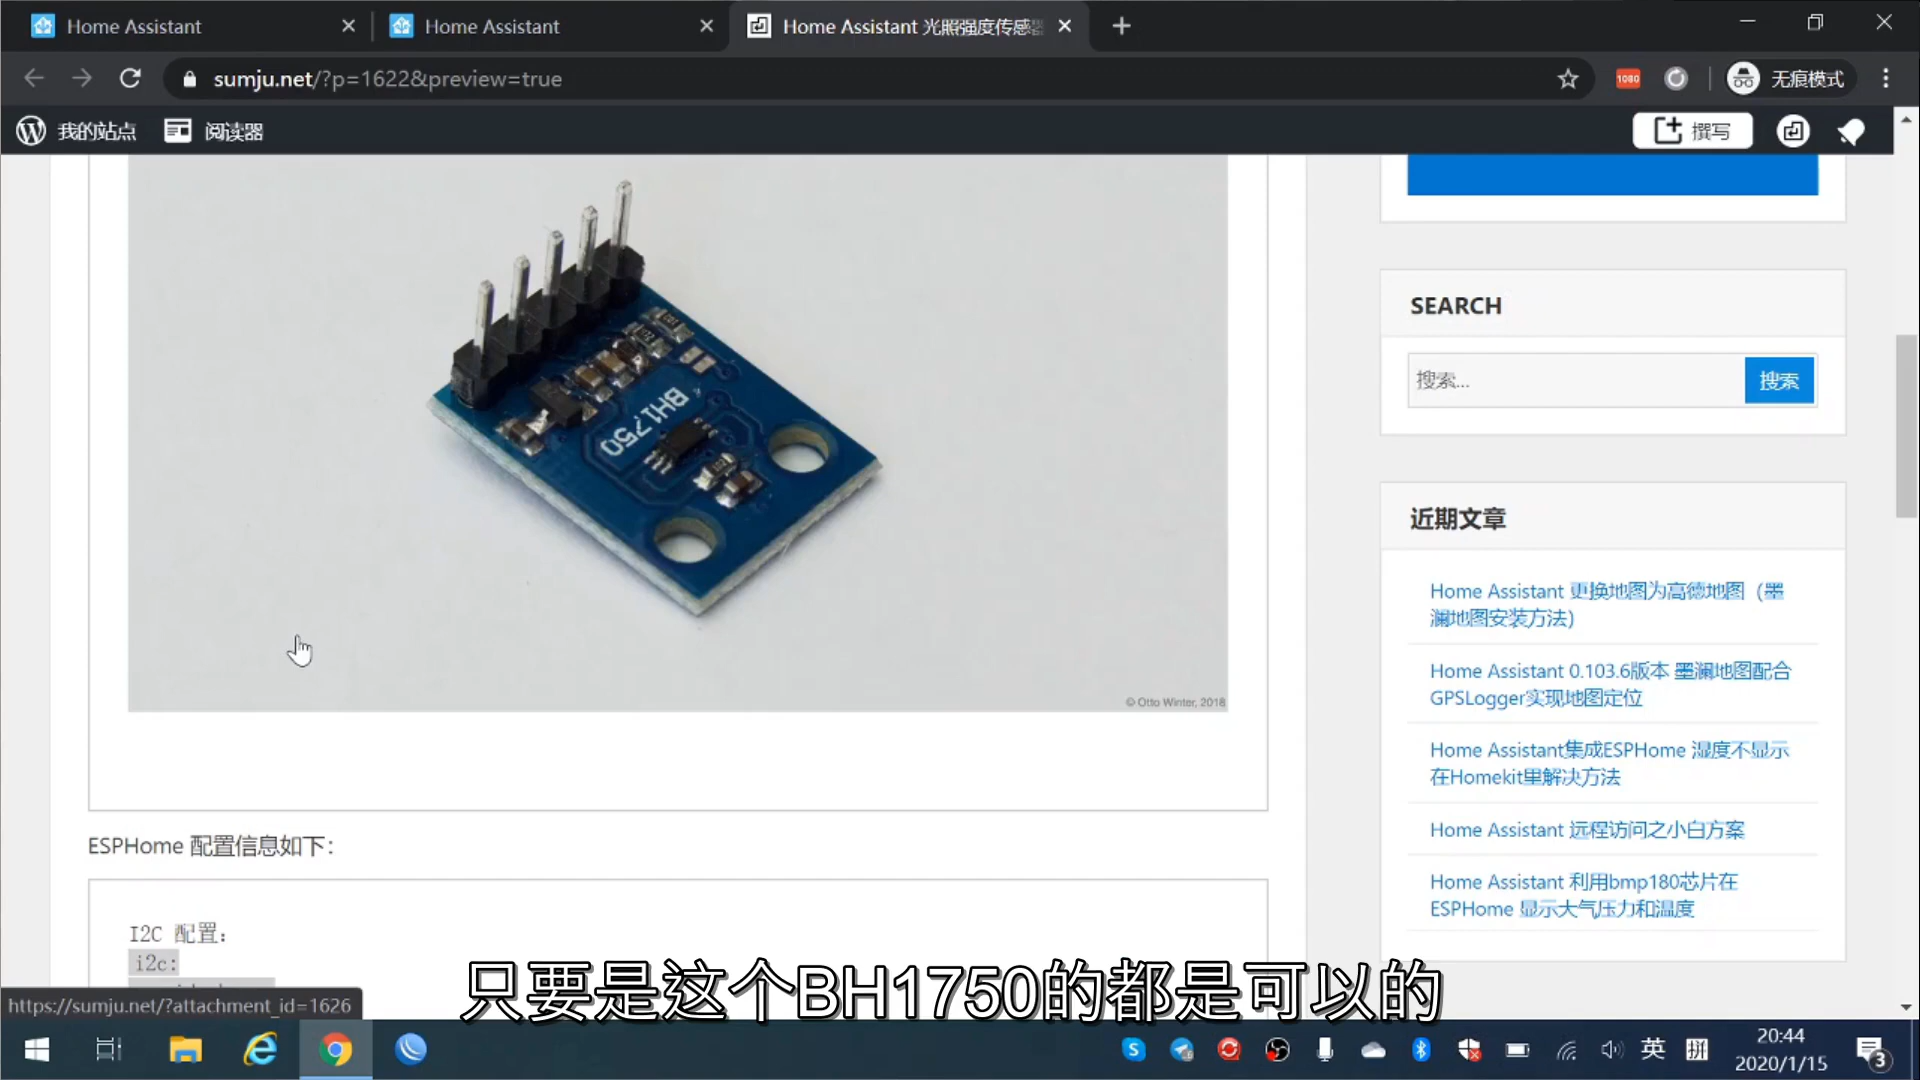 Home Assistant
Home Assistant
Home Assistant 光照强度传感器
sumju.net/?p=1622&preview=true
1080
无痕模式
我的站点
阅读器
撰写
BH1750
© Otto Winter, 2018
SEARCH
搜索...
搜索
近期文章
Home Assistant 更换地图为高德地图（墨
澜地图安装方法）
Home Assistant 0.103.6版本 墨澜地图配合
GPSLogger实现地图定位
Home Assistant集成ESPHome 湿度不显示
在Homekit里解决方法
Home Assistant 远程访问之小白方案
Home Assistant 利用bmp180芯片在
ESPHome 显示大气压力和温度
ESPHome 配置信息如下：
I2C 配置：
i2c:
https://sumju.net/?attachment_id=1626
只要是这个BH1750的都是可以的
英
拼
20:44
2020/1/15
3